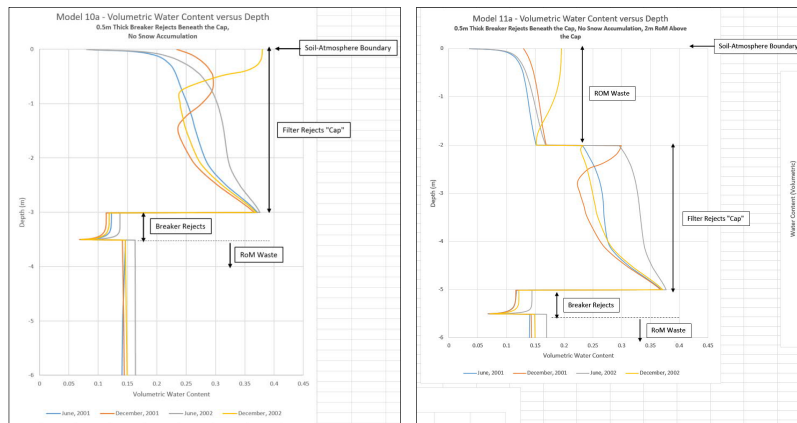 Model 10a - Volumetric Water Content versus Depth
0.5m Thick Breaker Rejects Beneath the Cap,
No Snow Accumulation
Soil-Atmosphere Boundary
Filter Rejects "Cap"
Breaker Rejects
RoM Waste
Depth (m)
0
-1
-2
-3
-4
-5
-6
0
0.05
0.1
0.15
0.2
0.25
0.3
0.35
0.4
0.45
Volumetric Water Content
June, 2001
December, 2001
June, 2002
December, 2002
Model 11a - Volumetric Water Content versus Depth
0.5m Thick Breaker Rejects Beneath the Cap, No Snow Accumulation, 2m RoM Above
the Cap
Soil-Atmosphere Boundary
ROM Waste
Filter Rejects "Cap"
Breaker Rejects
RoM Waste
Depth (m)
0
-1
-2
-3
-4
-5
-6
0
0.05
0.1
0.15
0.2
0.25
0.3
0.35
0.4
0.45
Volumetric Water Content
June, 2001
December, 2001
June, 2002
December, 2002
Water Content (Volumetric)